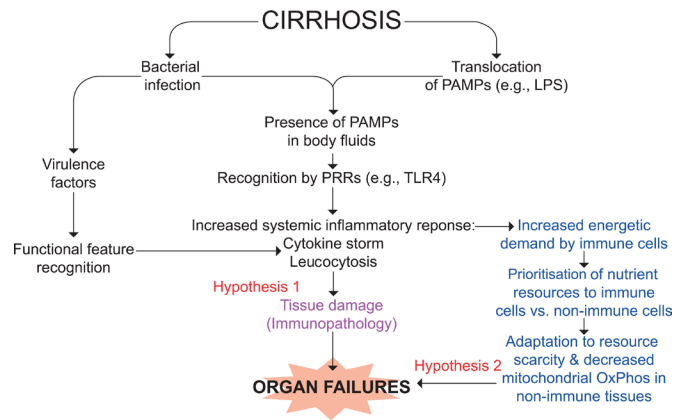 CIRRHOSIS
Bacterial
infection
Translocation
of PAMPs (e.g., LPS)
Presence of PAMPs
in body fluids
Virulence
factors
Recognition by PRRs (e.g., TLR4)
Functional feature
recognition
Increased systemic inflammatory reponse:
Cytokine storm
Leucocytosis
Increased energetic
demand by immune cells
Prioritisation of nutrient
resources to immune
cells vs. non-immune cells
Hypothesis 1
Tissue damage
(Immunopathology)
Adaptation to resource
scarcity & decreased
mitochondrial OxPhos in
non-immune tissues
Hypothesis 2
ORGAN FAILURES